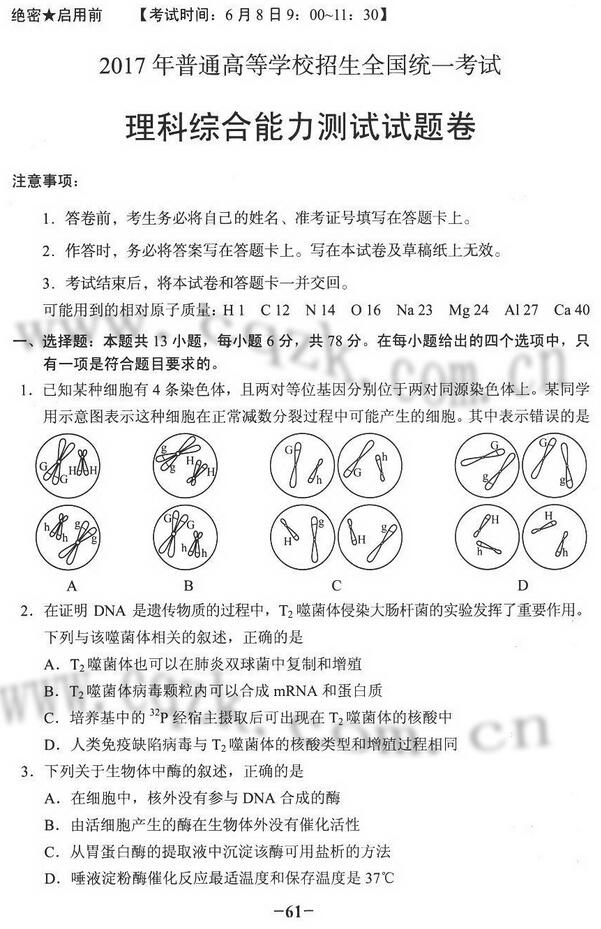 绝密★启用前 【考试时间：6月8日9：00~11：30】
2017年普通高等学校招生全国统一考试
理科综合能力测试试题卷
注意事项：
1．答卷前，考生务必将自己的姓名、准考证号填写在答题卡上。
2．作答时，务必将答案写在答题卡上。写在本试卷及草稿纸上无效。
3．考试结束后，将本试卷和答题卡一并交回。
可能用到的相对原子质量：H 1 C 12 N 14 O 16 Na 23 Mg 24 Al 27 Ca 40
一、选择题：本题共13小题，每小题6分，共78分。在每小题给出的四个选项中，只
有一项是符合题目要求的。
1．已知某种细胞有4条染色体，且两对等位基因分别位于两对同源染色体上。某同学
用示意图表示这种细胞在正常减数分裂过程中可能产生的细胞。其中表示错误的是
G G H H g g H H G h G h G g G g
h h g g G G h h H g H g H H
A B C D
2．在证明 DNA 是遗传物质的过程中，T2噬菌体侵染大肠杆菌的实验发挥了重要作用。
下列与该噬菌体相关的叙述，正确的是
A．T2噬菌体也可以在肺炎双球菌中复制和增殖
B．T2噬菌体病毒颗粒内可以合成 mRNA 和蛋白质
C．培养基中的 32P 经宿主摄取后可出现在 T2噬菌体的核酸中
D．人类免疫缺陷病毒与 T2噬菌体的核酸类型和增殖过程相同
3．下列关于生物体中酶的叙述，正确的是
A．在细胞中，核外没有参与 DNA 合成的酶
B．由活细胞产生的酶在生物体外没有催化活性
C．从胃蛋白酶的提取液中沉淀该酶可用盐析的方法
D．唾液淀粉酶催化反应最适温度和保存温度是 37℃
-61-
www.cqzk.com.cn
www.cqzk.com.cn